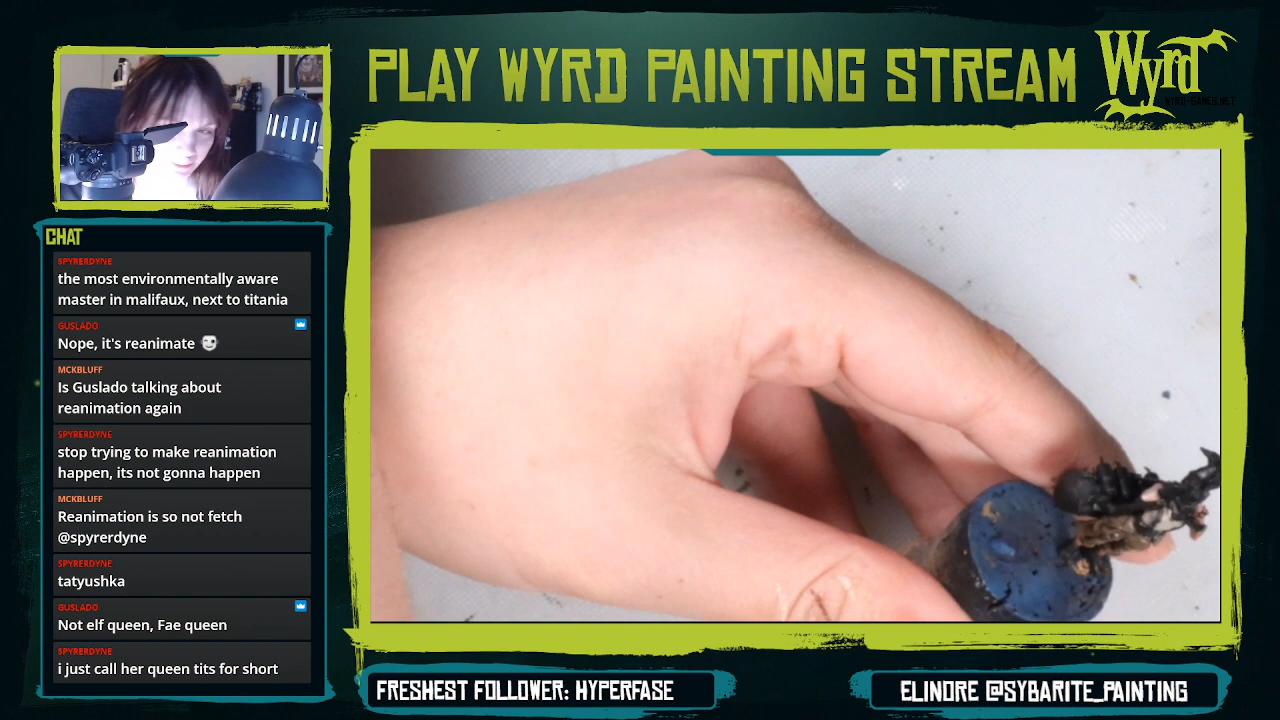 PLAY WYRD PAINTING STREAM
Wyrd
WYRD-GAMES.NET
CHAT
SPYRERDYNE
the most environmentally aware
master in malifaux, next to titania
GUSLADO
Nope, it's reanimate
MCKBLUFF
Is Guslado talking about
reanimation again
SPYRERDYNE
stop trying to make reanimation
happen, its not gonna happen
MCKBLUFF
Reanimation is so not fetch
@spyrerdyne
SPYRERDYNE
tatyushka
GUSLADO
Not elf queen, Fae queen
SPYRERDYNE
i just call her queen tits for short
FRESHEST FOLLOWER: HYPERFASE
ELINORE @SYBARITE_PAINTING